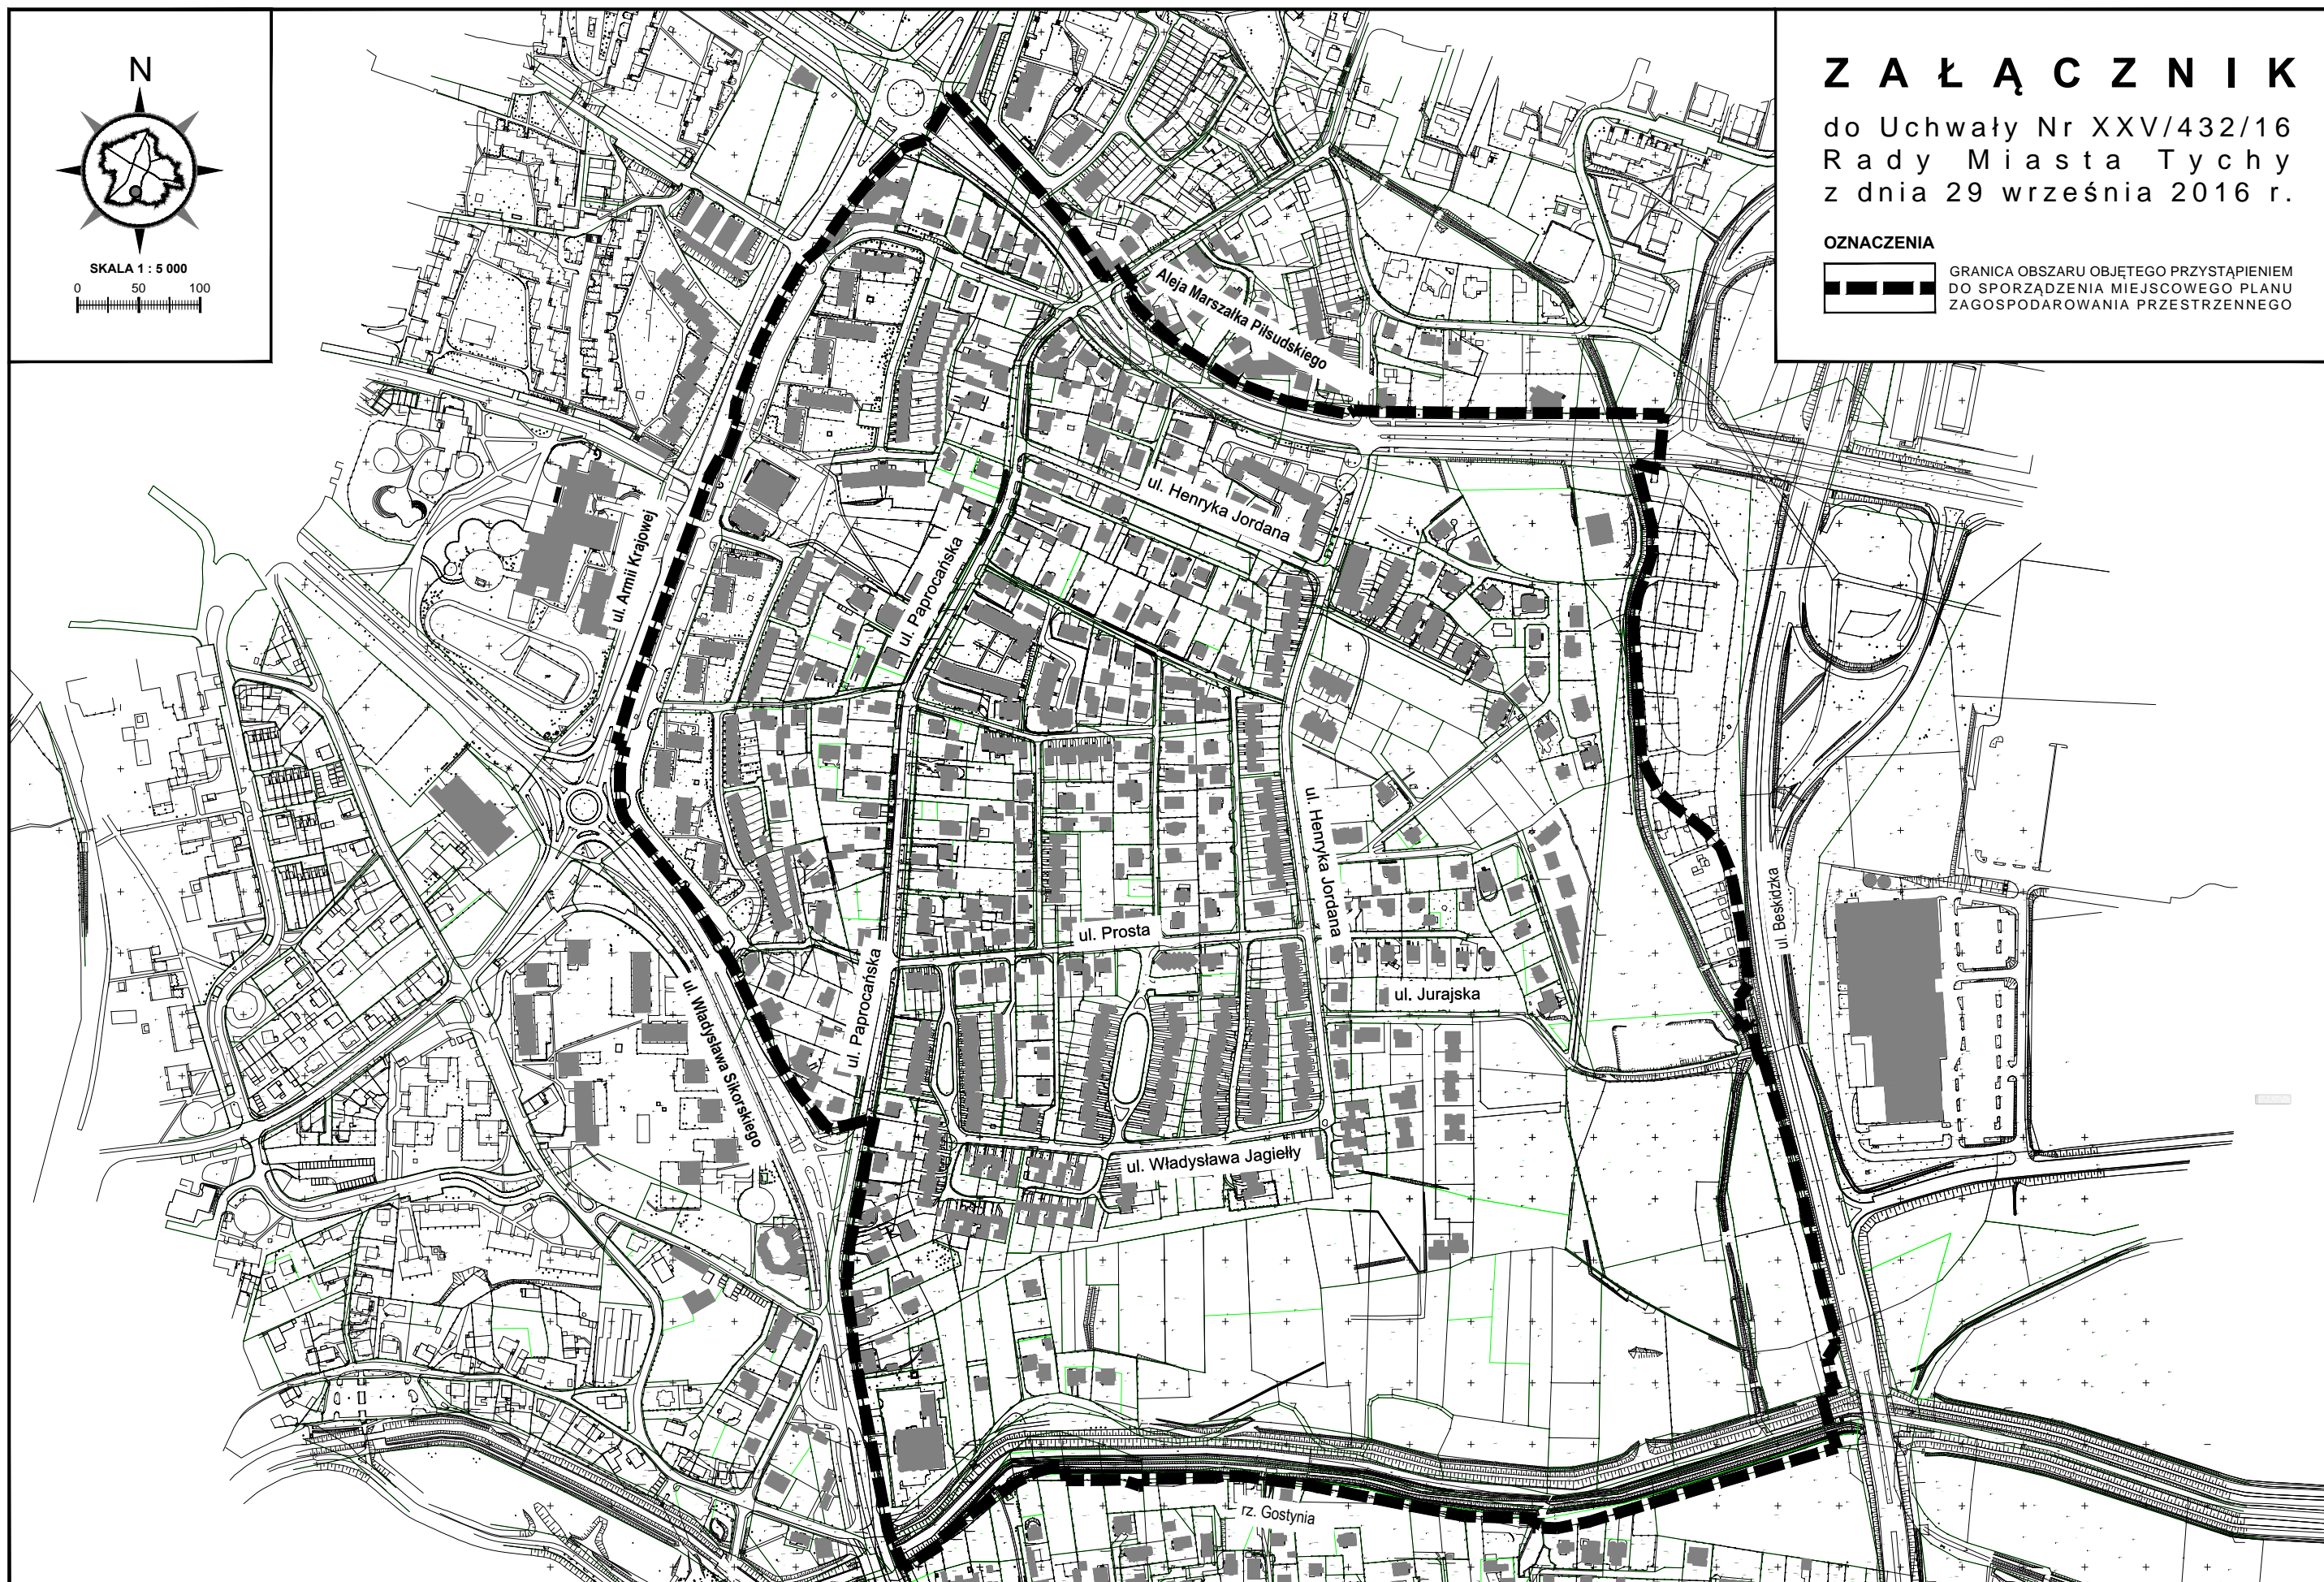 N
SKALA 1 : 5 000
0 50 100
ZAŁĄCZNIK
do Uchwały Nr XXV/432/16
Rady Miasta Tychy
z dnia 29 września 2016 r.
OZNACZENIA
GRANICA OBSZARU OBJĘTEGO PRZYSTĄPIENIEM
DO SPORZĄDZENIA MIEJSCOWEGO PLANU
ZAGOSPODAROWANIA PRZESTRZENNEGO
Aleja Marszałka Piłsudskiego
ul. Henryka Jordana
ul. Armii Krajowej
ul. Paprocańska
ul. Henryka Jordana
ul. Beskidzka
ul. Prosta
ul. Paprocańska
ul. Jurajska
ul. Władysława Sikorskiego
ul. Władysława Jagiełły
rz. Gostynia